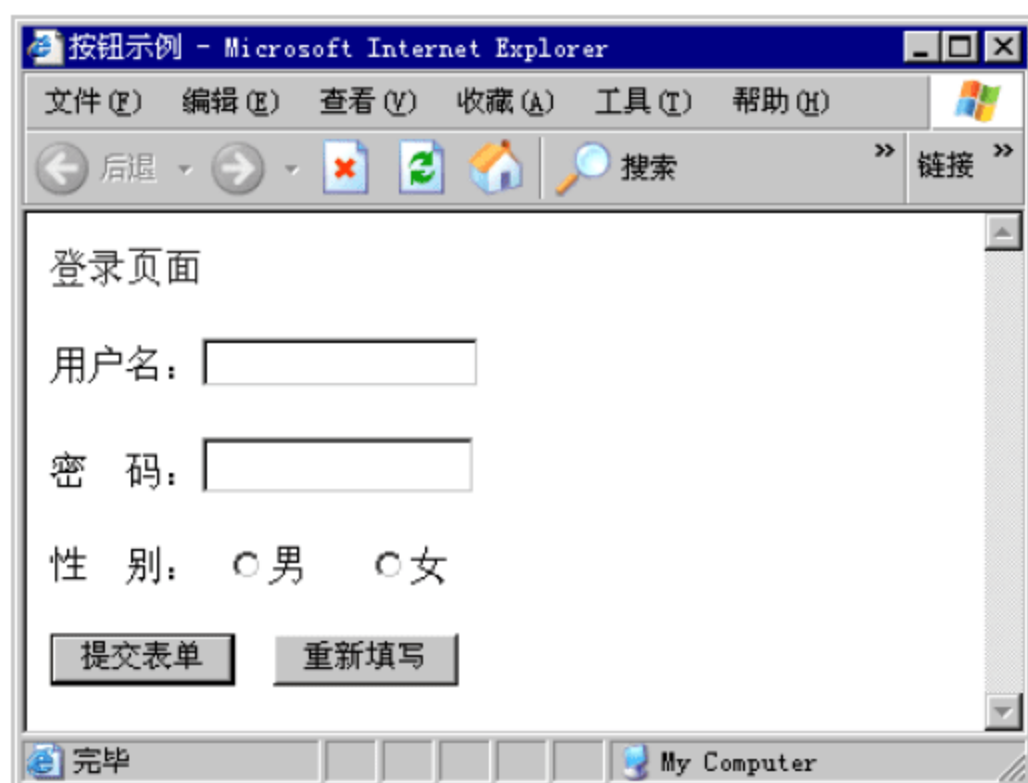 按钮示例 - Microsoft Internet Explorer
文件(F) 编辑(E) 查看(V) 收藏(A) 工具(T) 帮助(H)
后退 搜索 » 链接 »
登录页面
用户名：
密 码：
性 别： 男 女
提交表单 重新填写
完毕 My Computer